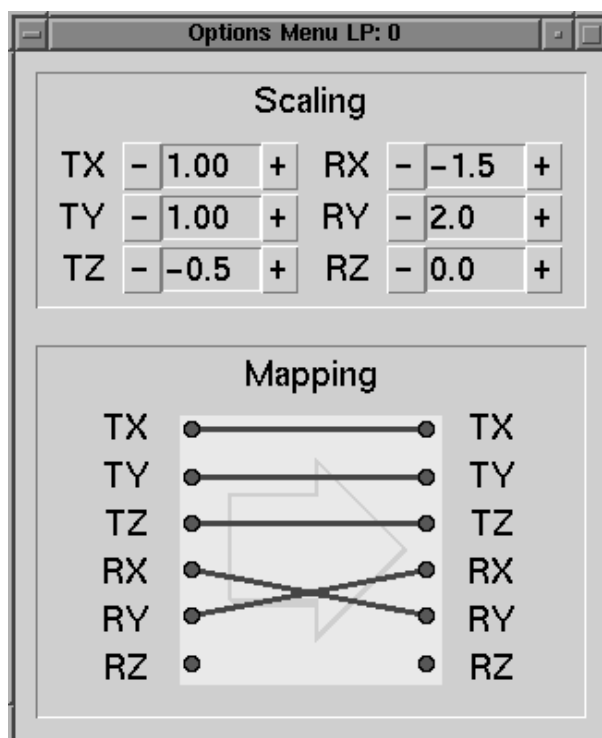 Options Menu LP: 0
Scaling
TX - 1.00 + RX - -1.5 +
TY - 1.00 + RY - 2.0 +
TZ - -0.5 + RZ - 0.0 +
Mapping
TX TX
TY TY
TZ TZ
RX RX
RY RY
RZ RZ